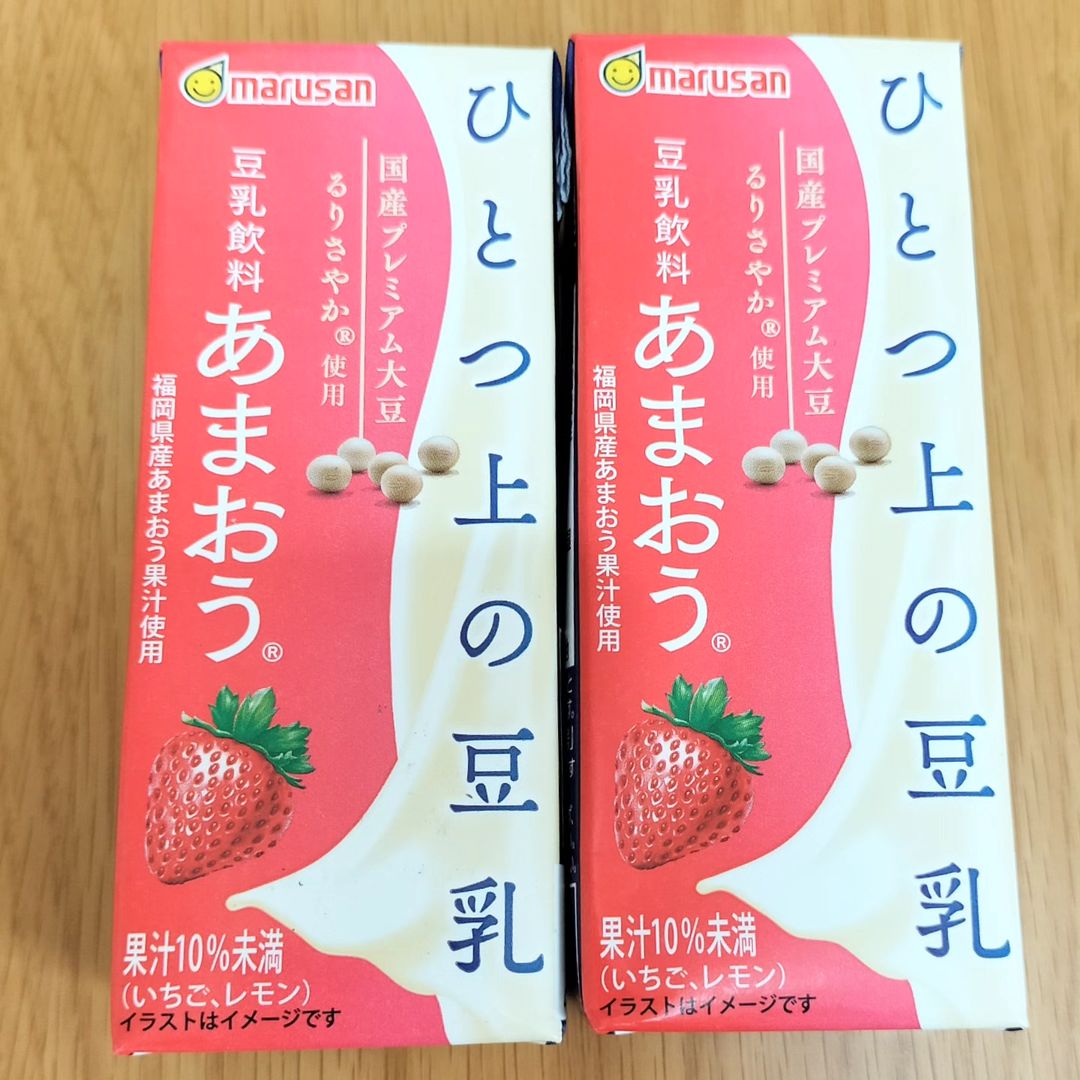 marusan
ひとつ上の豆乳
国産プレミアム大豆
るりさやか®使用
豆乳飲料
あまおう®
福岡県産あまおう果汁使用
果汁10%未満
(いちご、レモン)
イラストはイメージです
marusan
ひとつ上の豆乳
国産プレミアム大豆
るりさやか®使用
豆乳飲料
あまおう®
福岡県産あまおう果汁使用
果汁10%未満
(いちご、レモン)
イラストはイメージです